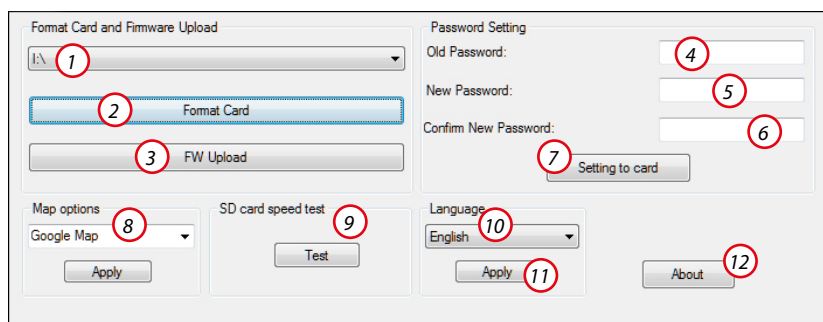 Format Card and Firmware Upload
I:\
1
2
Format Card
3
FW Upload
Password Setting
Old Password:
4
New Password:
5
Confirm New Password:
6
7
Setting to card
Map options
8
Google Map
Apply
SD card speed test
9
Test
Language
10
English
Apply
11
12
About